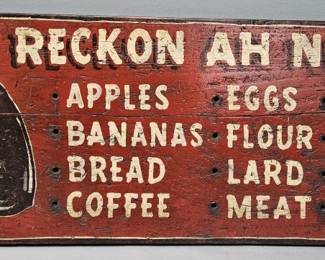 RECKON AH N
APPLES EGGS
BANANAS FLOUR
BREAD LARD
COFFEE MEAT